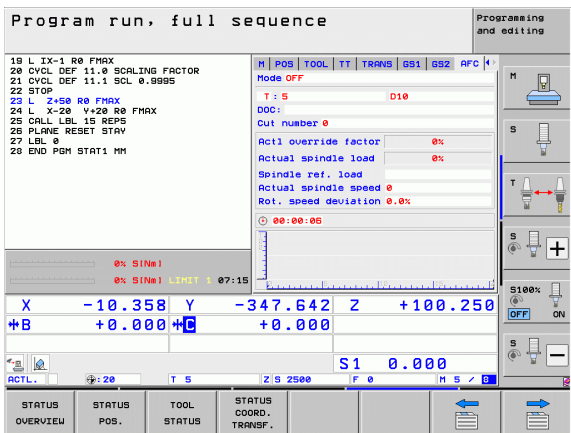 Program run, full sequence
Programming
and editing
19 L IX-1 R0 FMAX
20 CYCL DEF 11.0 SCALING FACTOR
21 CYCL DEF 11.1 SCL 0.9995
22 STOP
23 L Z+50 R0 FMAX
24 L X-20 Y+20 R0 FMAX
25 CALL LBL 15 REP5
26 PLANE RESET STAY
27 LBL 0
28 END PGM STAT1 MM
0% S[Nm]
0% S[Nm] LIMIT 1 07:15
M POS TOOL TT TRANS GS1 GS2 AFC
Mode OFF
T : 5 D10
DOC:
Cut number 0
Actl override factor 0%
Actual spindle load 0%
Spindle ref. load
Actual spindle speed 0
Rot. speed deviation 0.0%
00:00:06
X -10.358 Y -347.642 Z +100.250
B +0.000 C +0.000
S1 0.000
ACTL. : 20 T 5 Z S 2500 F 0 M 5 / 8
M
S
T
S
S100%
OFF ON
S
STATUS
OVERVIEW
STATUS
POS.
TOOL
STATUS
STATUS
COORD.
TRANSF.